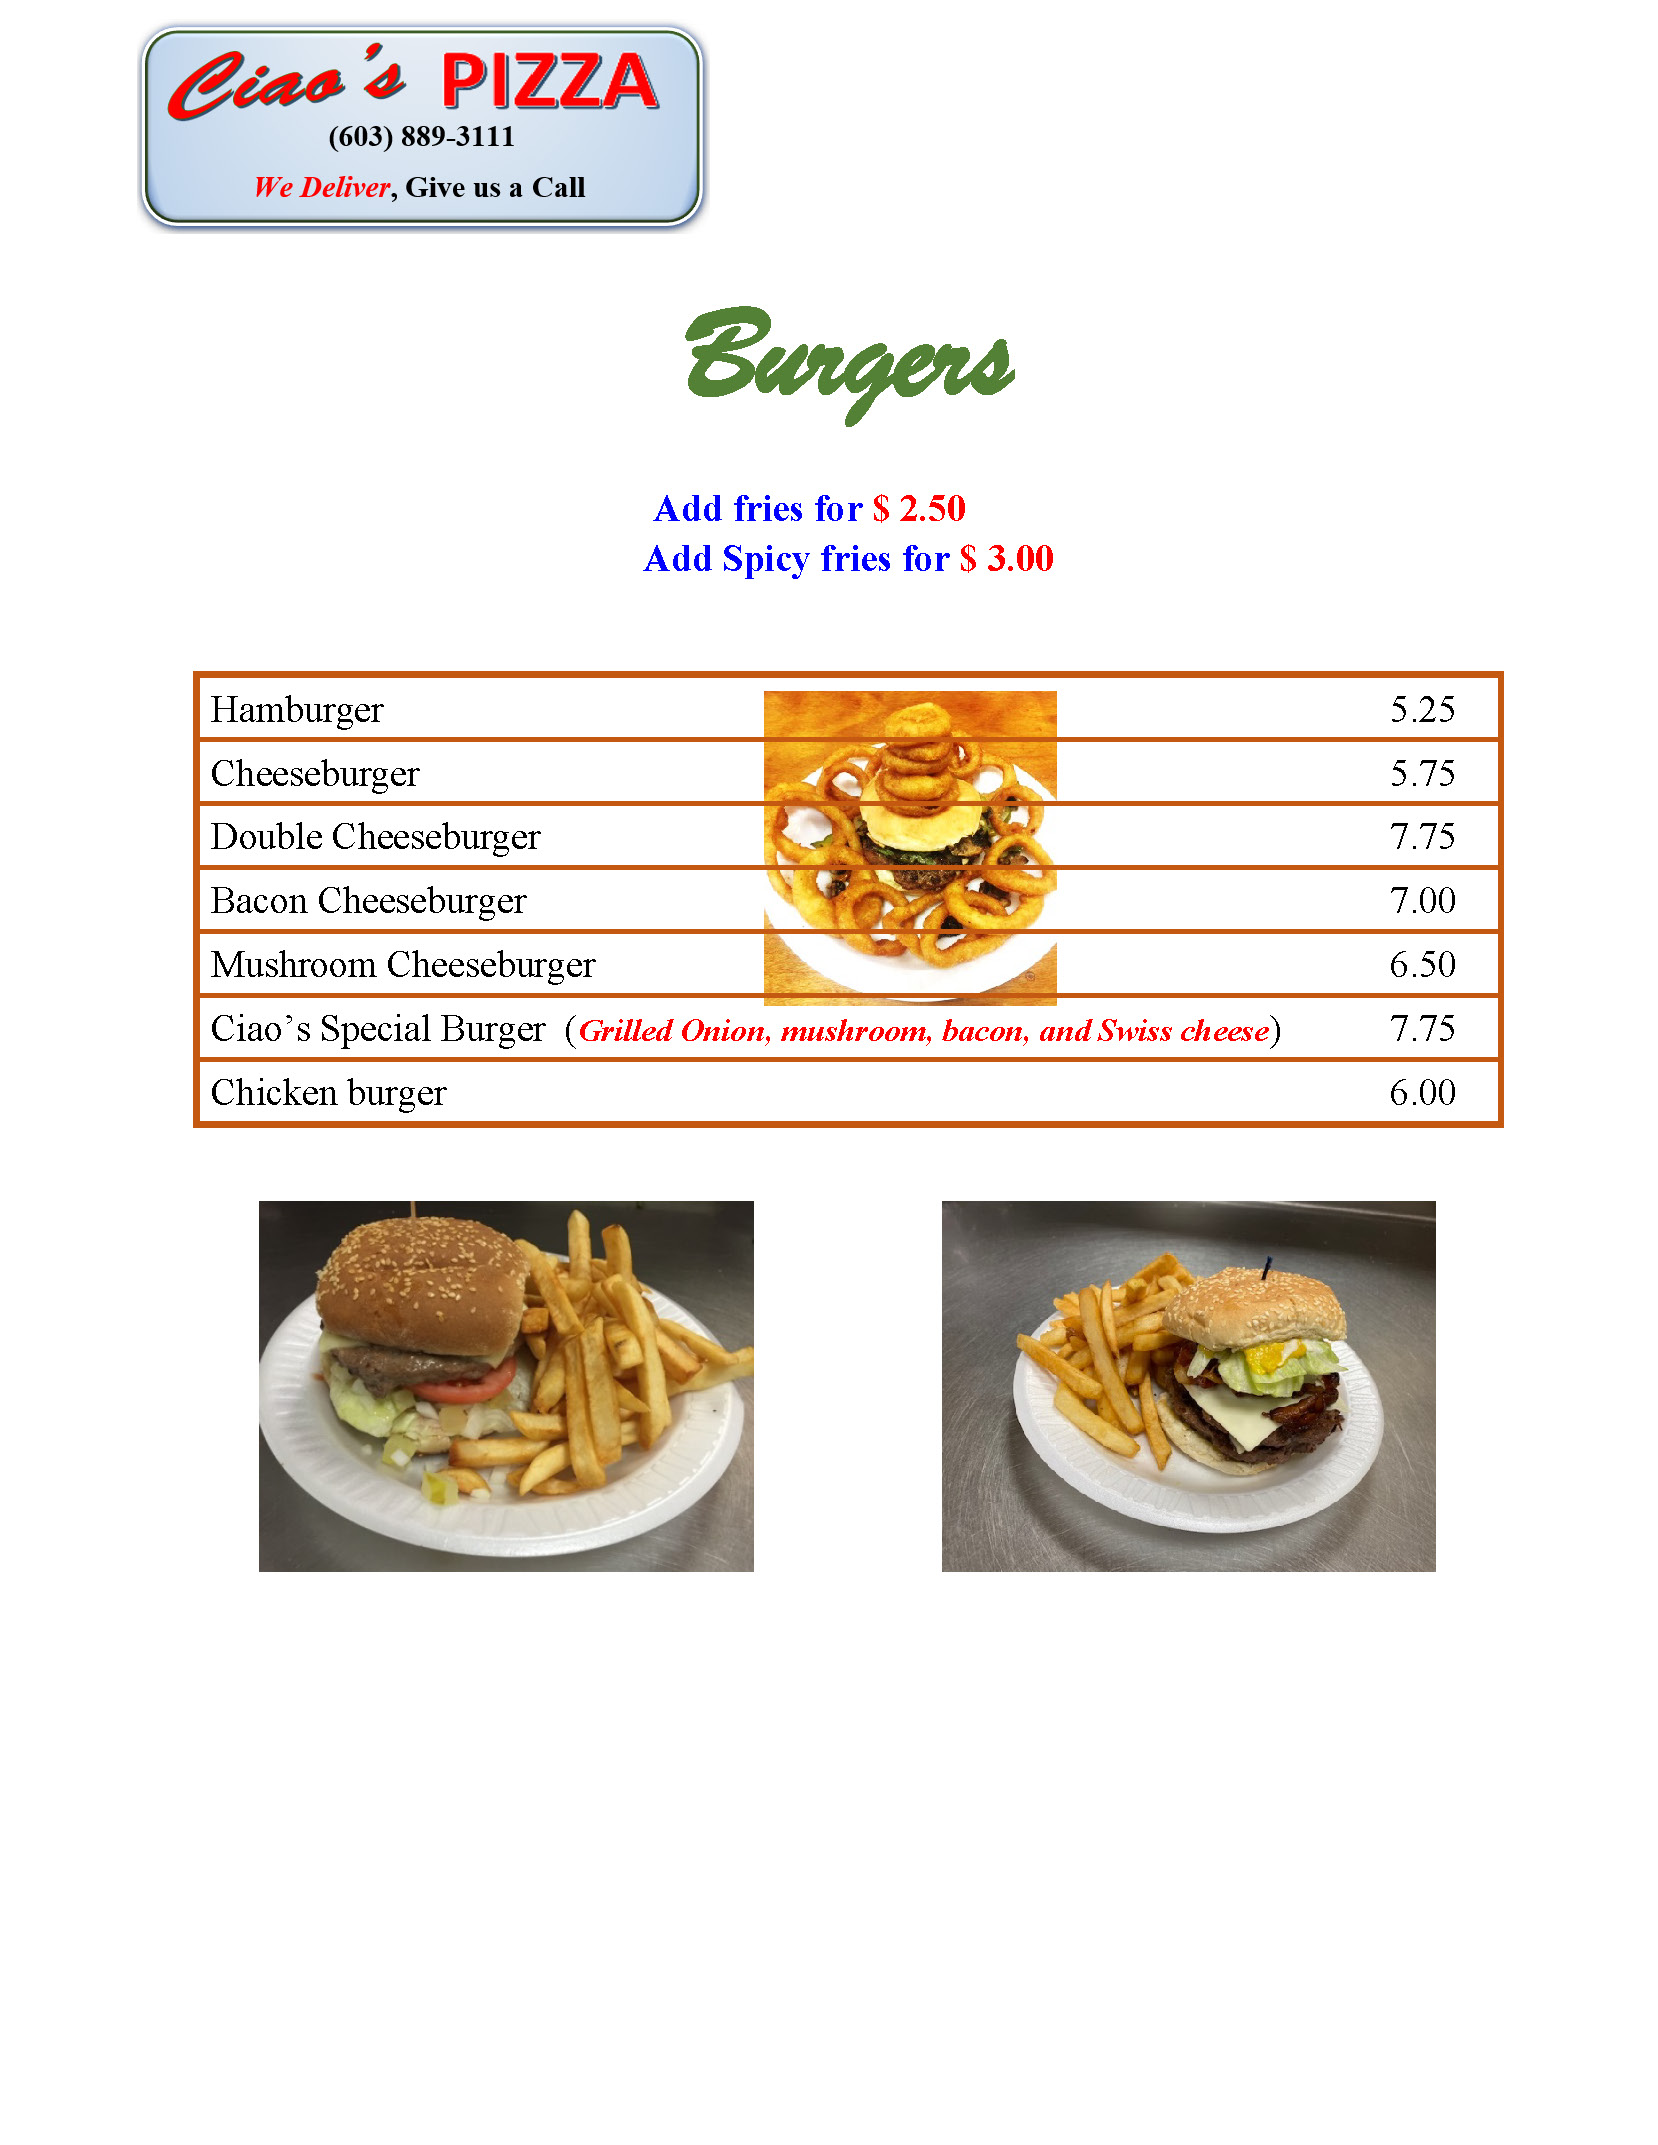 Ciao's PIZZA
(603) 889-3111
We Deliver, Give us a Call
Burgers
Add fries for $ 2.50
Add Spicy fries for $ 3.00
Hamburger 5.25
Cheeseburger 5.75
Double Cheeseburger 7.75
Bacon Cheeseburger 7.00
Mushroom Cheeseburger 6.50
Ciao’s Special Burger (Grilled Onion, mushroom, bacon, and Swiss cheese) 7.75
Chicken burger 6.00